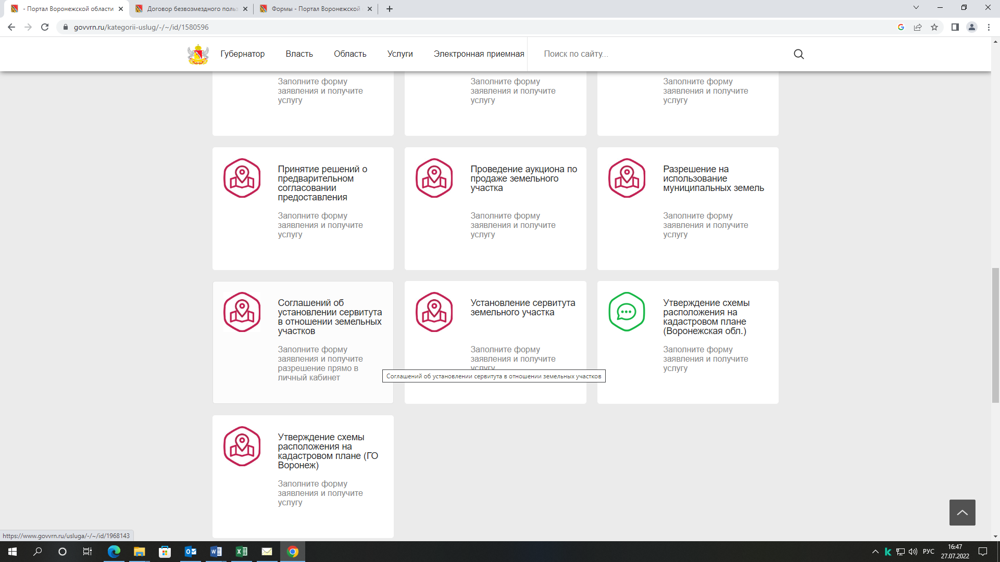 - Портал Воронежской области
Договор безвозмездного польз
Формы - Портал Воронежской
govvrn.ru/kategorii-uslug/-/~/id/1580596
Губернатор
Власть
Область
Услуги
Электронная приемная
Поиск по сайту...
Заполните форму
заявления и получите
услугу
Заполните форму
заявления и получите
услугу
Заполните форму
заявления и получите
услугу
Принятие решений о
предварительном
согласовании
предоставления
Заполните форму
заявления и получите
услугу
Проведение аукциона по
продаже земельного
участка
Заполните форму
заявления и получите
услугу
Разрешение на
использование
муниципальных земель
Заполните форму
заявления и получите
услугу
Соглашений об
установлении сервитута
в отношении земельных
участков
Заполните форму
заявления и получите
разрешение прямо в
личный кабинет
Установление сервитута
земельного участка
Заполните форму
заявления и получите
услугу
Соглашений об установлении сервитута в отношении земельных участков
Утверждение схемы
расположения на
кадастровом плане
(Воронежская обл.)
Заполните форму
заявления и получите
услугу
Утверждение схемы
расположения на
кадастровом плане (ГО
Воронеж)
Заполните форму
заявления и получите
услугу
https://www.govvrn.ru/usluga/-/~/id/1968143
РУС
16:47
27.07.2022